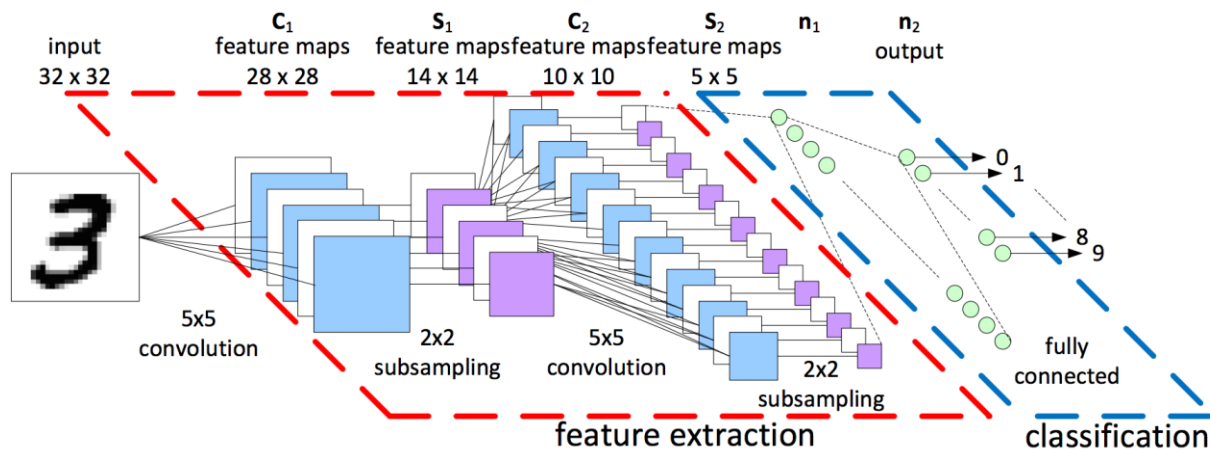 C₁ S₁ C₂ S₂ n₁ n₂
input feature maps feature maps feature maps feature maps output
32 x 32 28 x 28 14 x 14 10 x 10 5 x 5
0
1
8
9
3
5x5
convolution
2x2
subsampling
5x5
convolution
2x2
subsampling
fully
connected
feature extraction
classification